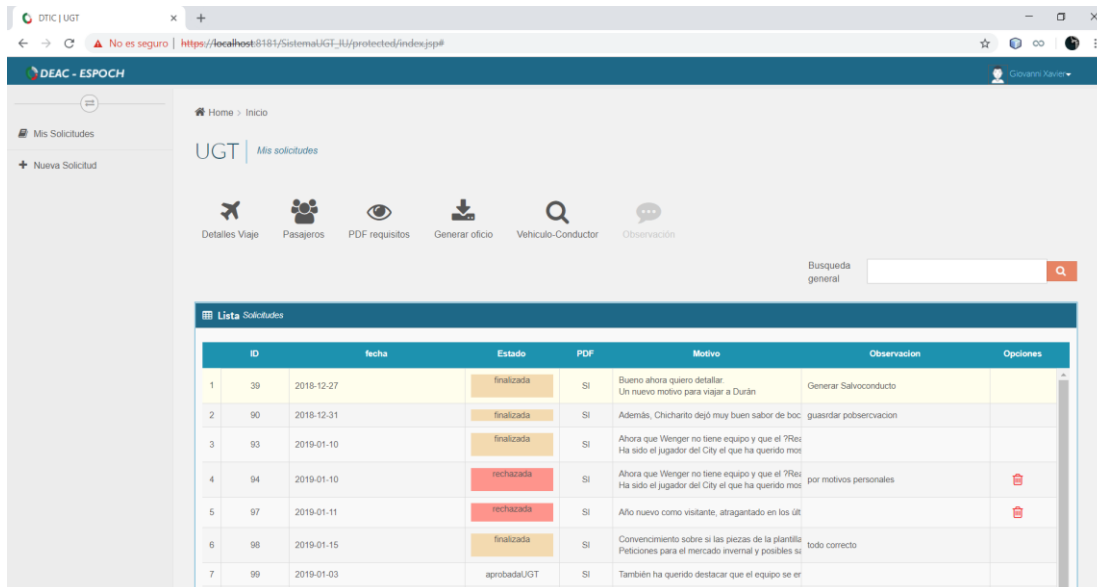 DTIC | UGT
No es seguro | https://localhost:8181/SistemaUGT_IU/protected/index.jsp#
DEAC - ESPOCH
Giovanni Xavier
Mis Solicitudes
Nueva Solicitud
Home > Inicio
UGT Mis solicitudes
Detalles Viaje Pasajeros PDF requisitos Generar oficio Vehiculo-Conductor Observación
Busqueda
general
Lista Solicitudes
ID fecha Estado PDF Motivo Observacion Opciones
1 39 2018-12-27 finalizada SI Bueno ahora quiero detallar. Generar Salvoconducto
Un nuevo motivo para viajar a Durán
2 90 2018-12-31 finalizada SI Además, Chicharito dejó muy buen sabor de boc guasrdar pobsercvacion
3 93 2019-01-10 finalizada SI Ahora que Wenger no tiene equipo y que el ?Rea
Ha sido el jugador del City el que ha querido mos
4 94 2019-01-10 rechazada SI Ahora que Wenger no tiene equipo y que el ?Rea por motivos personales
Ha sido el jugador del City el que ha querido mos
5 97 2019-01-11 rechazada SI Año nuevo como visitante, atragantado en los últ
6 98 2019-01-15 finalizada SI Convencimiento sobre si las piezas de la plantilla todo correcto
Peticiones para el mercado invernal y posibles sa
7 99 2019-01-03 aprobadaUGT SI También ha querido destacar que el equipo se en